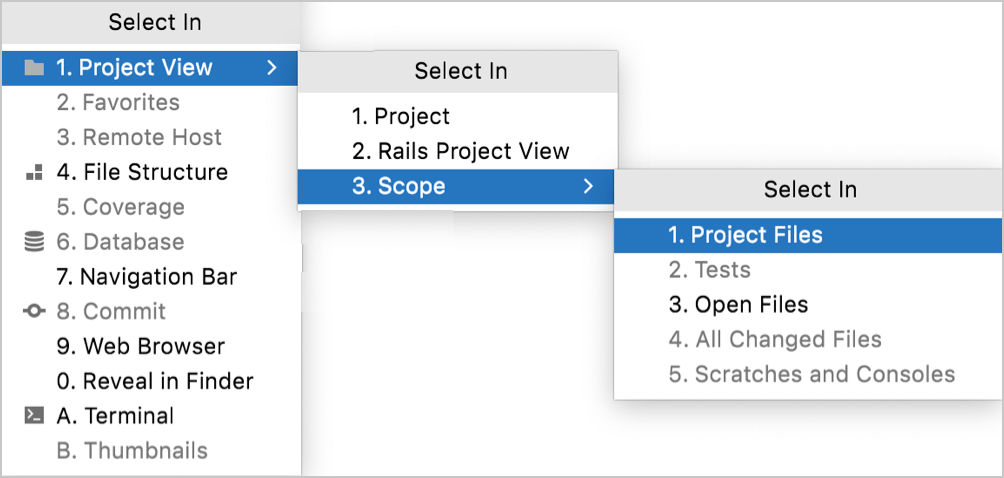 Select In
1. Project View
2. Favorites
3. Remote Host
4. File Structure
5. Coverage
6. Database
7. Navigation Bar
8. Commit
9. Web Browser
0. Reveal in Finder
A. Terminal
B. Thumbnails
Select In
1. Project
2. Rails Project View
3. Scope
Select In
1. Project Files
2. Tests
3. Open Files
4. All Changed Files
5. Scratches and Consoles